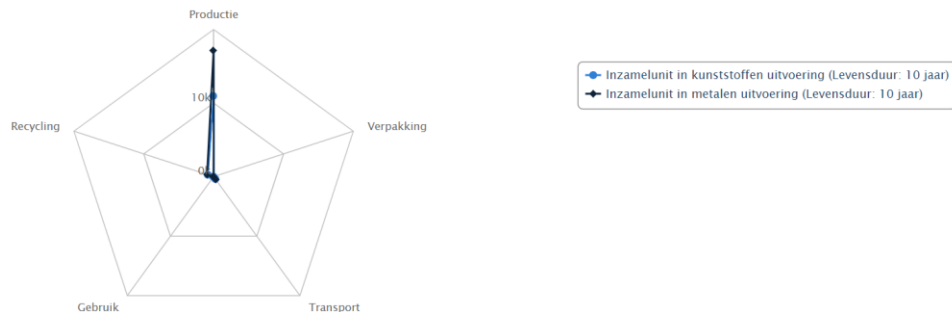 Productie
Inzamelunit in kunststoffen uitvoering (Levensduur: 10 jaar)
Inzamelunit in metalen uitvoering (Levensduur: 10 jaar)
10k
Recycling
Verpakking
0k
Gebruik
Transport